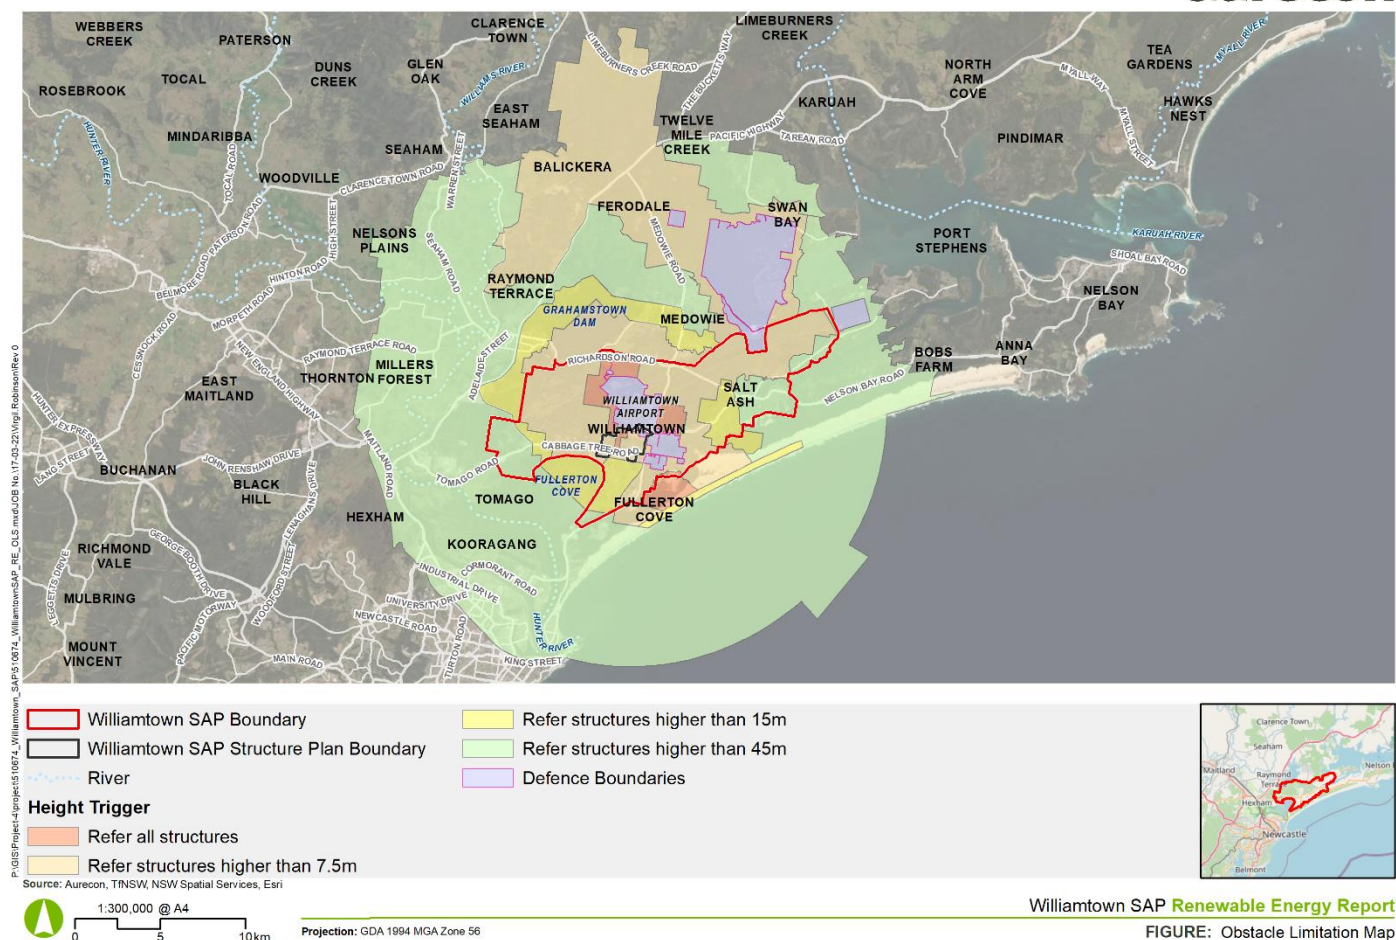 WEBBERS
CREEK
PATERSON
CLARENCE
TOWN
LIMEBURNERS
CREEK
MYALL RIVER
TOCAL
DUNS
CREEK
GLEN
OAK
WILLIAMS RIVER
LIMEBURNERS CREEK ROAD
THE BUCKETTS WAY
NORTH
ARM
COVE
TEA
GARDENS
MYALL WAY
ROSEBROOK
EAST
SEAHAM
KARUAH
HAWKS
NEST
HUNTER RIVER
MINDARIBBA
TWELVE
MILE
CREEK
PACIFIC HIGHWAY
TAREAN ROAD
PINDIMAR
MYALL STREET
SEAHAM
WARREN STREET
TOCAL ROAD
BALICKERA
WOODVILLE
CLARENCE TOWN ROAD
FERODALE
SWAN
BAY
PATERSON ROAD
HIGH STREET
NELSONS
PLAINS
SEAHAM ROAD
MEDOWIE ROAD
PORT
STEPHENS
KARUAH RIVER
BELMORE ROAD
HINTON ROAD
SHOAL BAY ROAD
RAYMOND
TERRACE
NELSON
BAY
MORPETH ROAD
GRAHAMSTOWN
DAM
MEDOWIE
CESSNOCK ROAD
NEW ENGLAND HIGHWAY
RAYMOND TERRACE ROAD
ADELAIDE STREET
RICHARDSON ROAD
BOBS
FARM
ANNA
BAY
EAST
MAITLAND
THORNTON
MILLERS
FOREST
SALT
ASH
NELSON BAY ROAD
WILLIAMTOWN
AIRPORT
WILLIAMTOWN
HUNTER EXPRESSWAY
LANG STREET
MAITLAND ROAD
CABBAGE TREE ROAD
BUCHANAN
JOHN RENSHAW DRIVE
TOMAGO ROAD
BLACK
HILL
LENAGHANS DRIVE
FULLERTON
COVE
TOMAGO
FULLERTON
COVE
HEXHAM
RICHMOND
VALE
GEORGE BOOTH DRIVE
KOORAGANG
LEGGETTS DRIVE
MULBRING
WOODFORD STREET
INDUSTRIAL DRIVE
CORMORANT ROAD
UNIVERSITY DRIVE
PACIFIC MOTORWAY
NEWCASTLE ROAD
HUNTER RIVER
MOUNT
VINCENT
MAIN ROAD
TURTON ROAD
KING STREET
Williamtown SAP Boundary
Williamtown SAP Structure Plan Boundary
River
Height Trigger
Refer all structures
Refer structures higher than 7.5m
Refer structures higher than 15m
Refer structures higher than 45m
Defence Boundaries
Clarence Town
Seaham
Maitland
Raymond
Nelson
Hexham
Newcastle
Belmont
Source: Aurecon, TfNSW, NSW Spatial Services, Esri
1:300,000 @ A4
0 5 10km
Projection: GDA 1994 MGA Zone 56
Williamtown SAP Renewable Energy Report
FIGURE: Obstacle Limitation Map